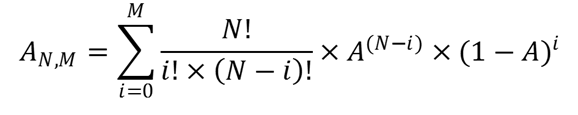 A_{N,M} = \sum_{i=0}^{M} \frac{N!}{i! \times (N - i)!} \times A^{(N-i)} \times (1 - A)^{i}